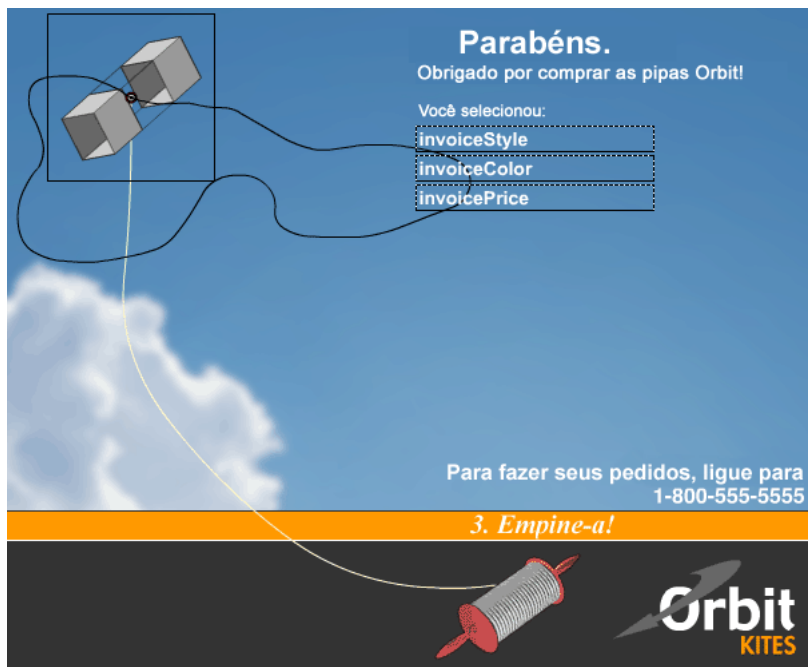 Parabéns.
Obrigado por comprar as pipas Orbit!
Você selecionou:
invoiceStyle
invoiceColor
invoicePrice
Para fazer seus pedidos, ligue para
1-800-555-5555
3. Empine-a!
Orbit
KITES